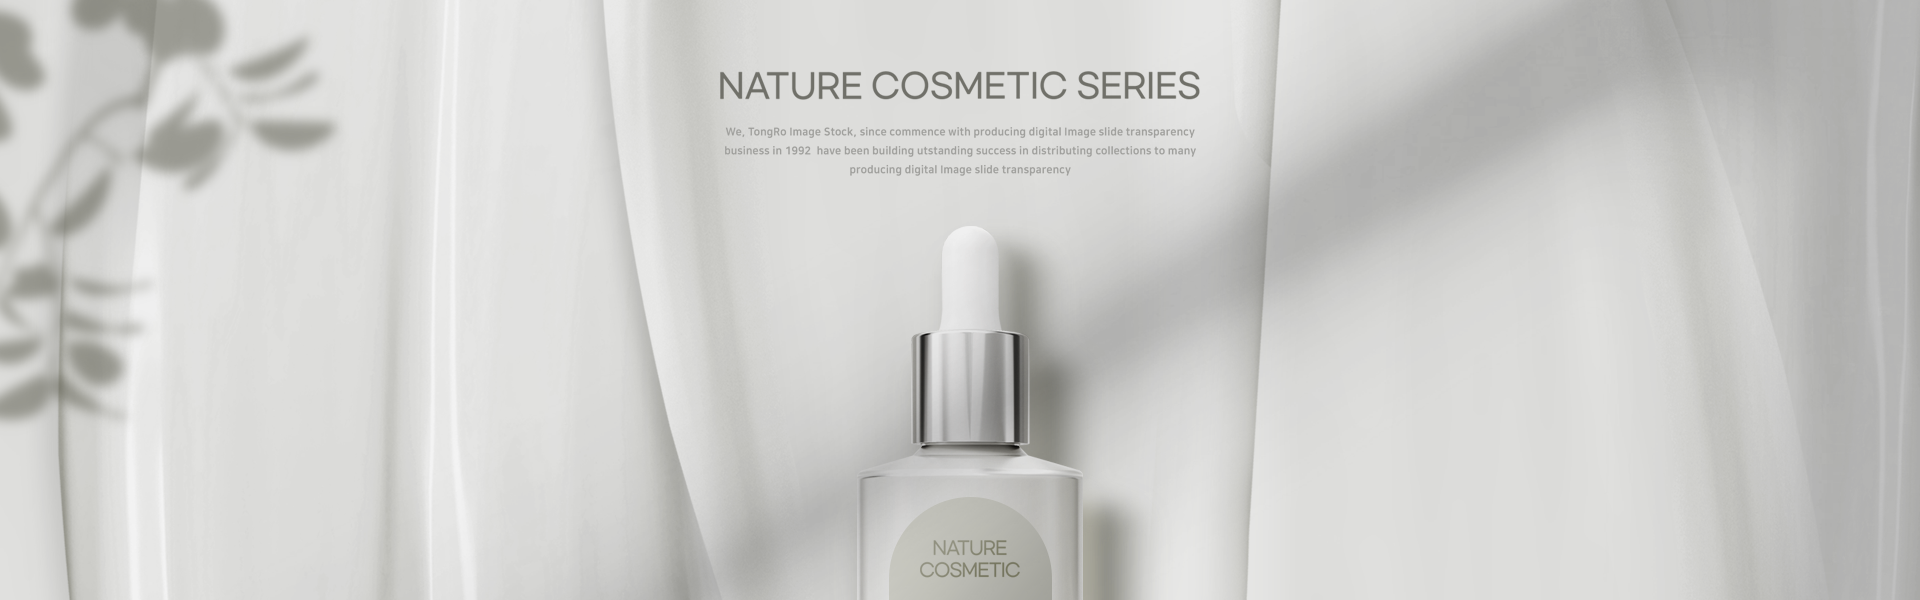 NATURE COSMETIC SERIES
We, TongRo Image Stock, since commence with producing digital Image slide transparency
business in 1992  have been building utstanding success in distributing collections to many
producing digital Image slide transparency
NATURE
COSMETIC